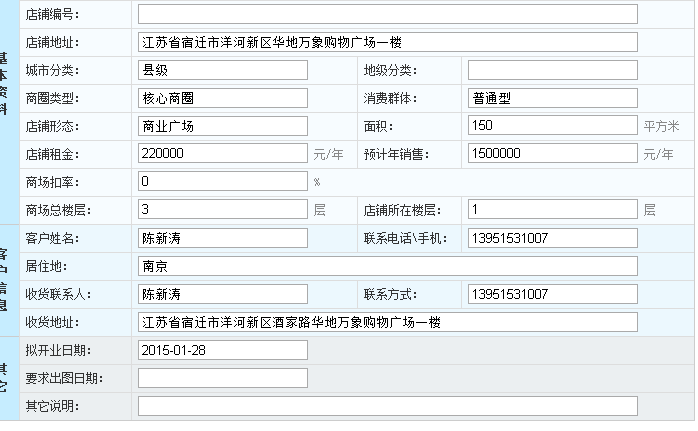 店铺编号：
店铺地址： 江苏省宿迁市洋河新区华地万象购物广场一楼
基本资料
城市分类： 县级 地级分类：
商圈类型： 核心商圈 消费群体： 普通型
店铺形态： 商业广场 面积： 150 平方米
店铺租金： 220000 元/年 预计年销售： 1500000 元/年
商场扣率： 0 %
商场总楼层： 3 层 店铺所在楼层： 1 层
客户信息
客户姓名： 陈新涛 联系电话\手机： 13951531007
居住地： 南京
收货联系人： 陈新涛 联系方式： 13951531007
收货地址： 江苏省宿迁市洋河新区酒家路华地万象购物广场一楼
其它
拟开业日期： 2015-01-28
要求出图日期：
其它说明：